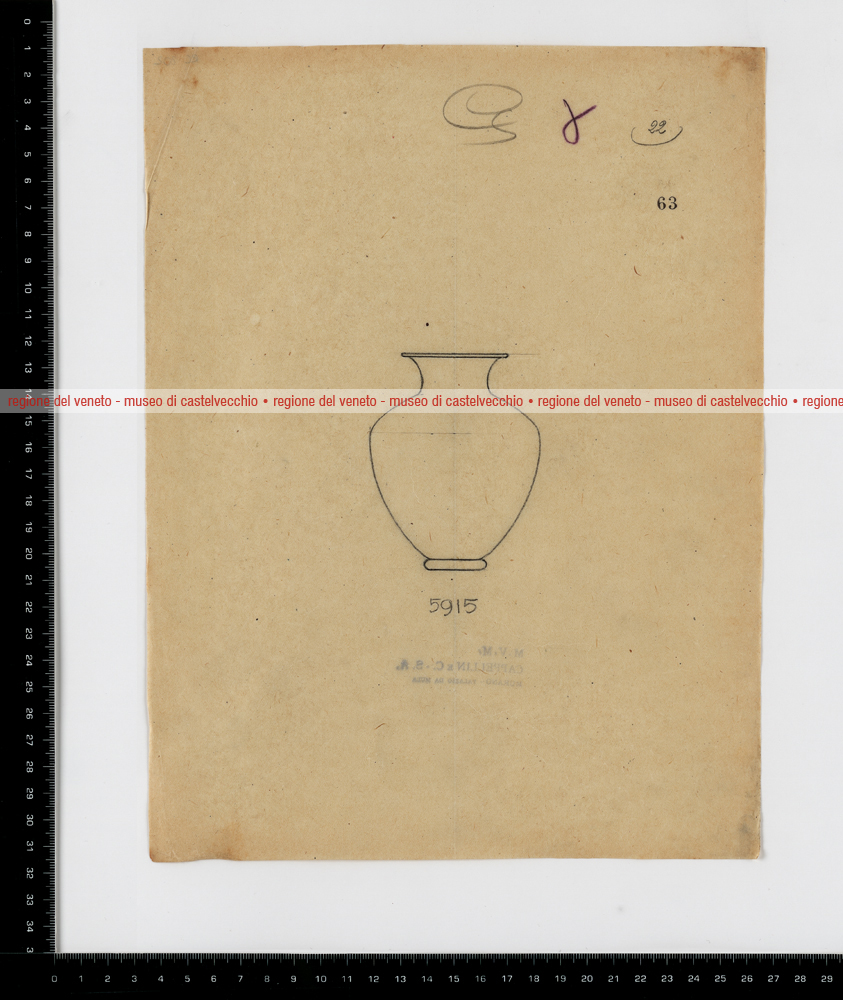 22
63
regione del veneto - museo di castelvecchio • regione del veneto - museo di castelvecchio • regione del veneto - museo di castelvecchio • regione
5915
M.V.M.
CAPPELLIN & C. - S.A.
0 1 2 3 4 5 6 7 8 9 10 11 12 13 14 15 16 17 18 19 20 21 22 23 24 25 26 27 28 29 30 31 32 33 34 3
0 1 2 3 4 5 6 7 8 9 10 11 12 13 14 15 16 17 18 19 20 21 22 23 24 25 26 27 28 29